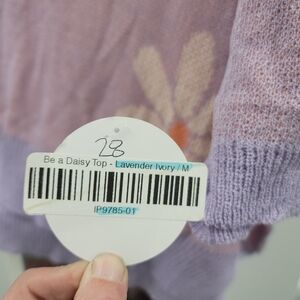 28
Be a Daisy Top - Lavender Ivory / M
IP9785-01